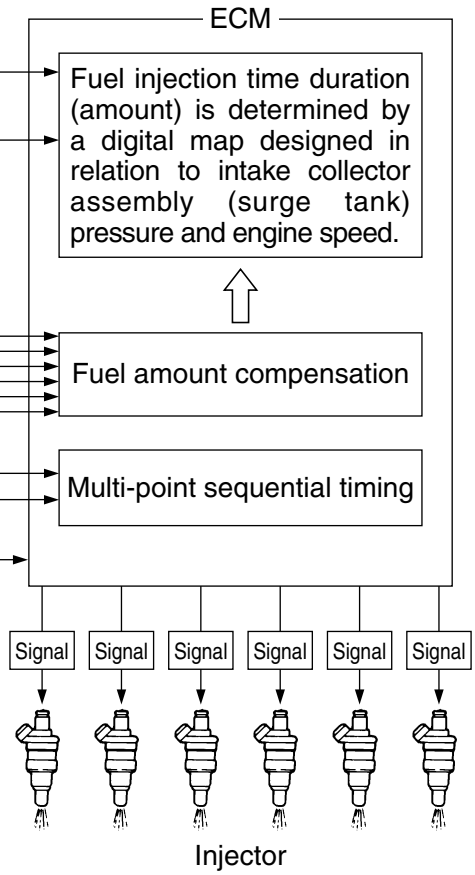 ECM
Fuel injection time duration
(amount) is determined by
a digital map designed in
relation to intake collector
assembly (surge tank)
pressure and engine speed.
Fuel amount compensation
Multi-point sequential timing
Signal Signal Signal Signal Signal Signal
Injector